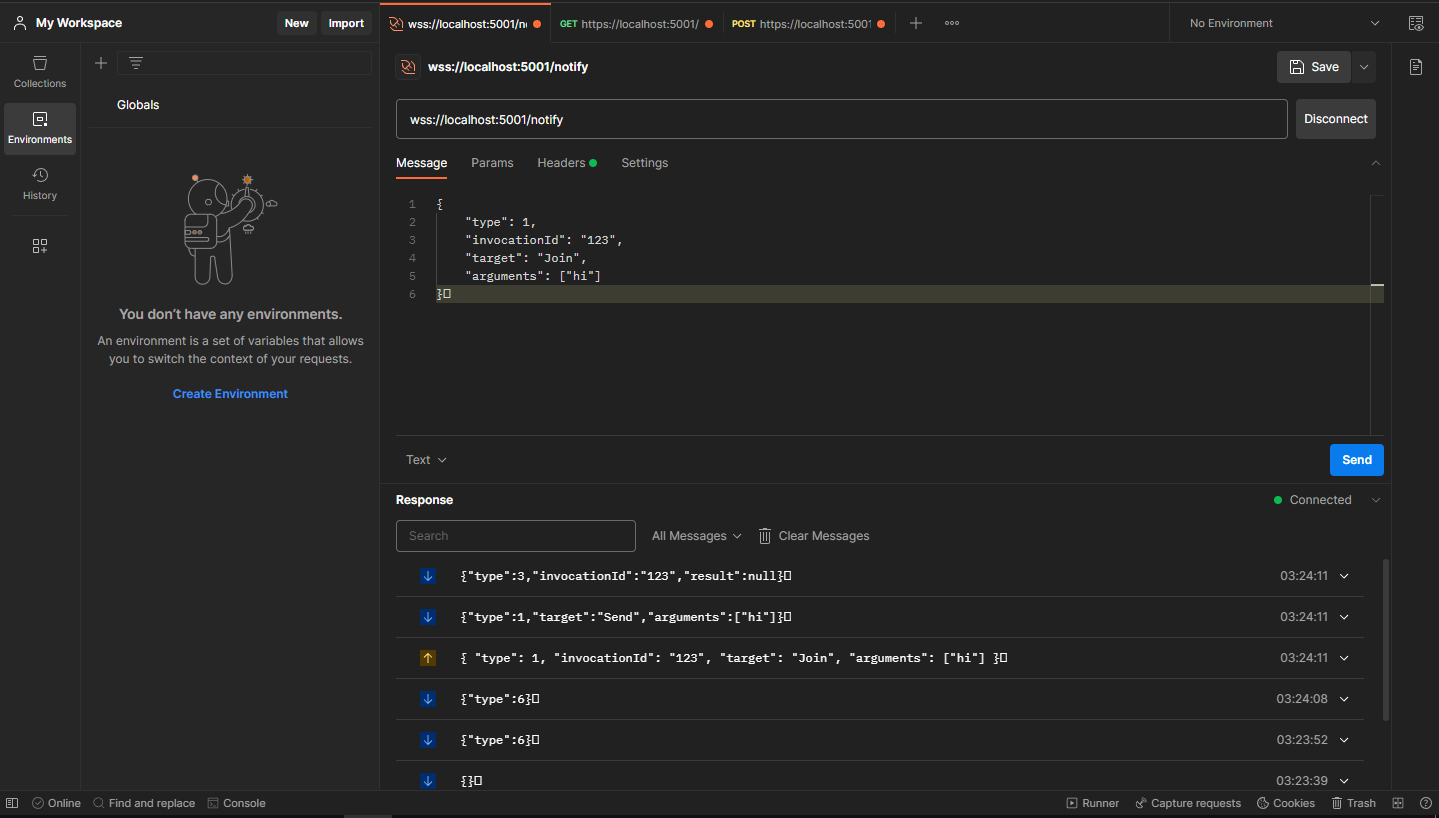 My Workspace
New
Import
wss://localhost:5001/n
GET https://localhost:5001/
POST https://localhost:5001
No Environment
Collections
Environments
History
Globals
You don’t have any environments.
An environment is a set of variables that allows
you to switch the context of your requests.
Create Environment
wss://localhost:5001/notify
Save
wss://localhost:5001/notify
Disconnect
Message
Params
Headers
Settings
1 {
2 "type": 1,
3 "invocationId": "123",
4 "target": "Join",
5 "arguments": ["hi"]
6 }
Text
Send
Response
Connected
Search
All Messages
Clear Messages
{"type":3,"invocationId":"123","result":null} 03:24:11
{"type":1,"target":"Send","arguments":["hi"]} 03:24:11
{ "type": 1, "invocationId": "123", "target": "Join", "arguments": ["hi"] } 03:24:11
{"type":6} 03:24:08
{"type":6} 03:23:52
{} 03:23:39
Online
Find and replace
Console
Runner
Capture requests
Cookies
Trash